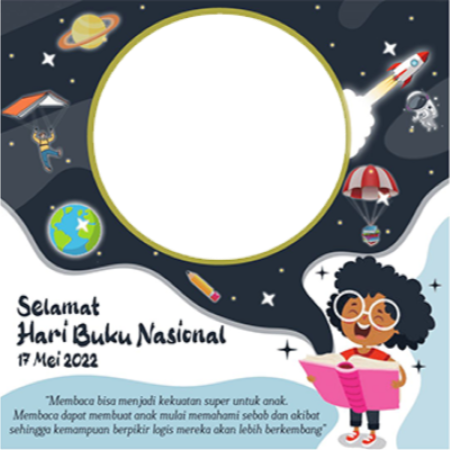 Selamat
Hari Buku Nasional
17 Mei 2022
"Membaca bisa menjadi kekuatan super untuk anak.
Membaca dapat membuat anak mulai memahami sebab dan akibat
sehingga kemampuan berpikir logis mereka akan lebih berkembang"